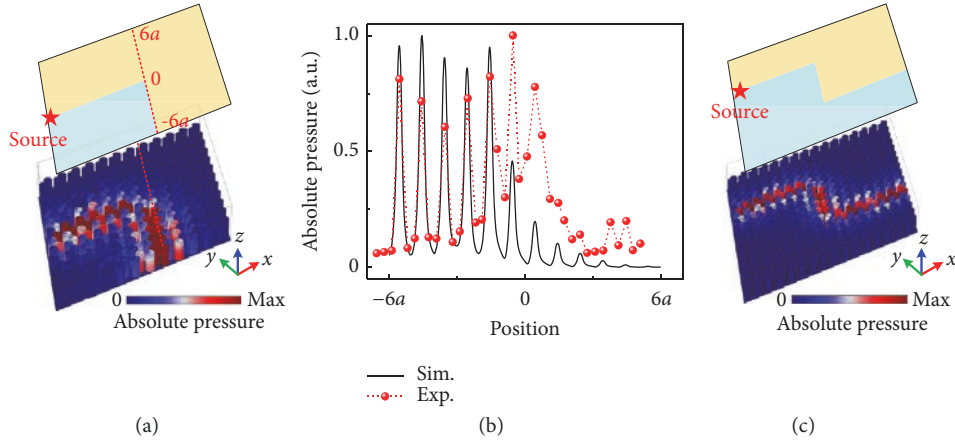 6a
0
-6a
Source
z
y
x
0
Max
Absolute pressure
(a)
Absolute pressure (a.u.)
1.0
0.5
0
−6a
0
6a
Position
Sim.
Exp.
(b)
Source
z
y
x
0
Max
Absolute pressure
(c)